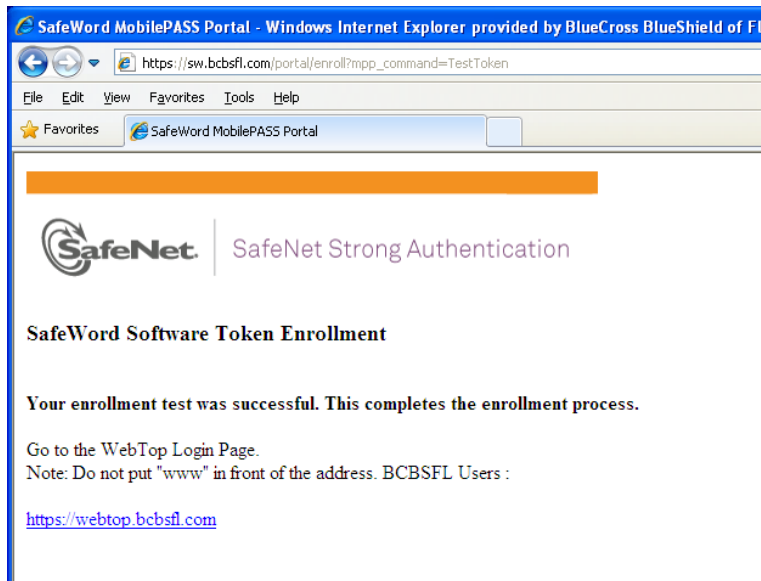 SafeWord MobilePASS Portal - Windows Internet Explorer provided by BlueCross BlueShield of
https://sw.bcbsfl.com/portal/enroll?mpp_command=TestToken
File Edit View Favorites Tools Help
Favorites SafeWord MobilePASS Portal
SafeNet. SafeNet Strong Authentication
SafeWord Software Token Enrollment
Your enrollment test was successful. This completes the enrollment process.
Go to the WebTop Login Page.
Note: Do not put "www" in front of the address. BCBSFL Users :
https://webtop.bcbsfl.com